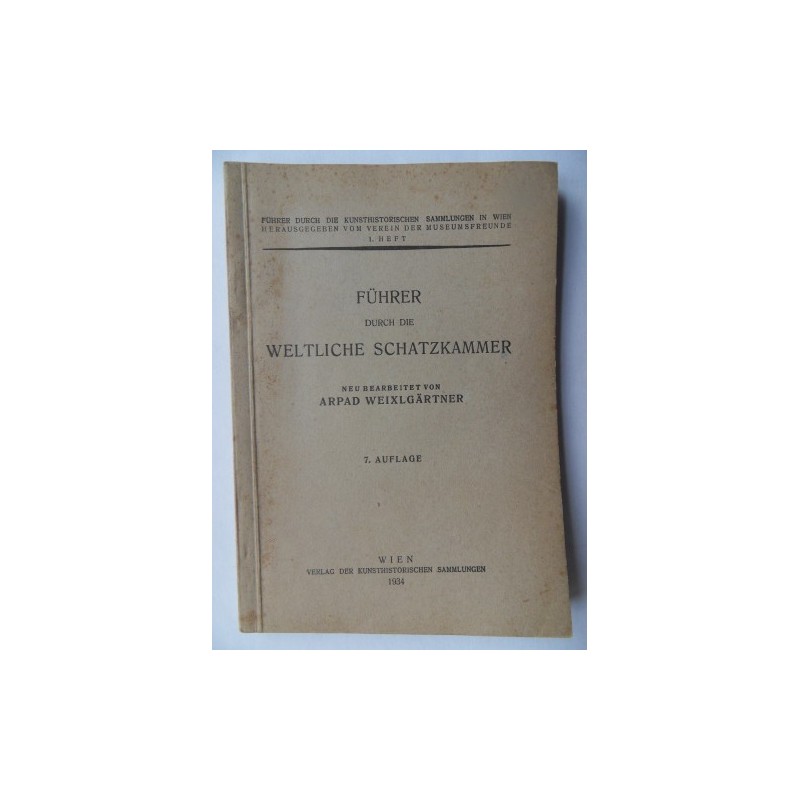 FÜHRER DURCH DIE KUNSTHISTORISCHEN SAMMLUNGEN IN WIEN
HERAUSGEGEBEN VOM VEREIN DER MUSEUMSFREUNDE
1. HEFT
FÜHRER
DURCH DIE
WELTLICHE SCHATZKAMMER
NEU BEARBEITET VON
ARPAD WEIXLGÄRTNER
7. AUFLAGE
WIEN
VERLAG DER KUNSTHISTORISCHEN SAMMLUNGEN
1934